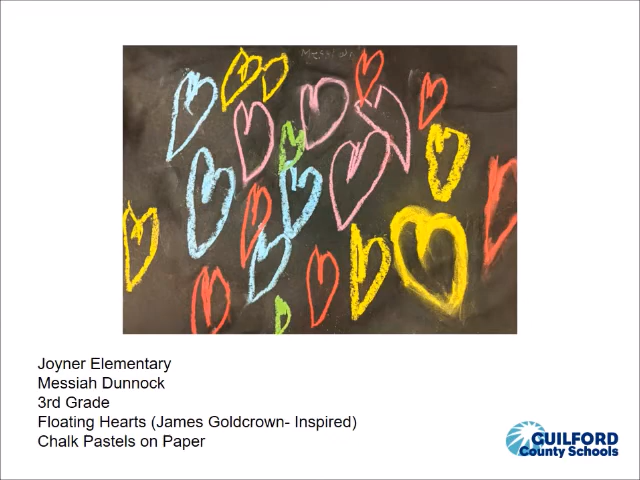 Joyner Elementary
Messiah Dunnock
3rd Grade
Floating Hearts (James Goldcrown- Inspired)
Chalk Pastels on Paper
GUILFORD
County Schools